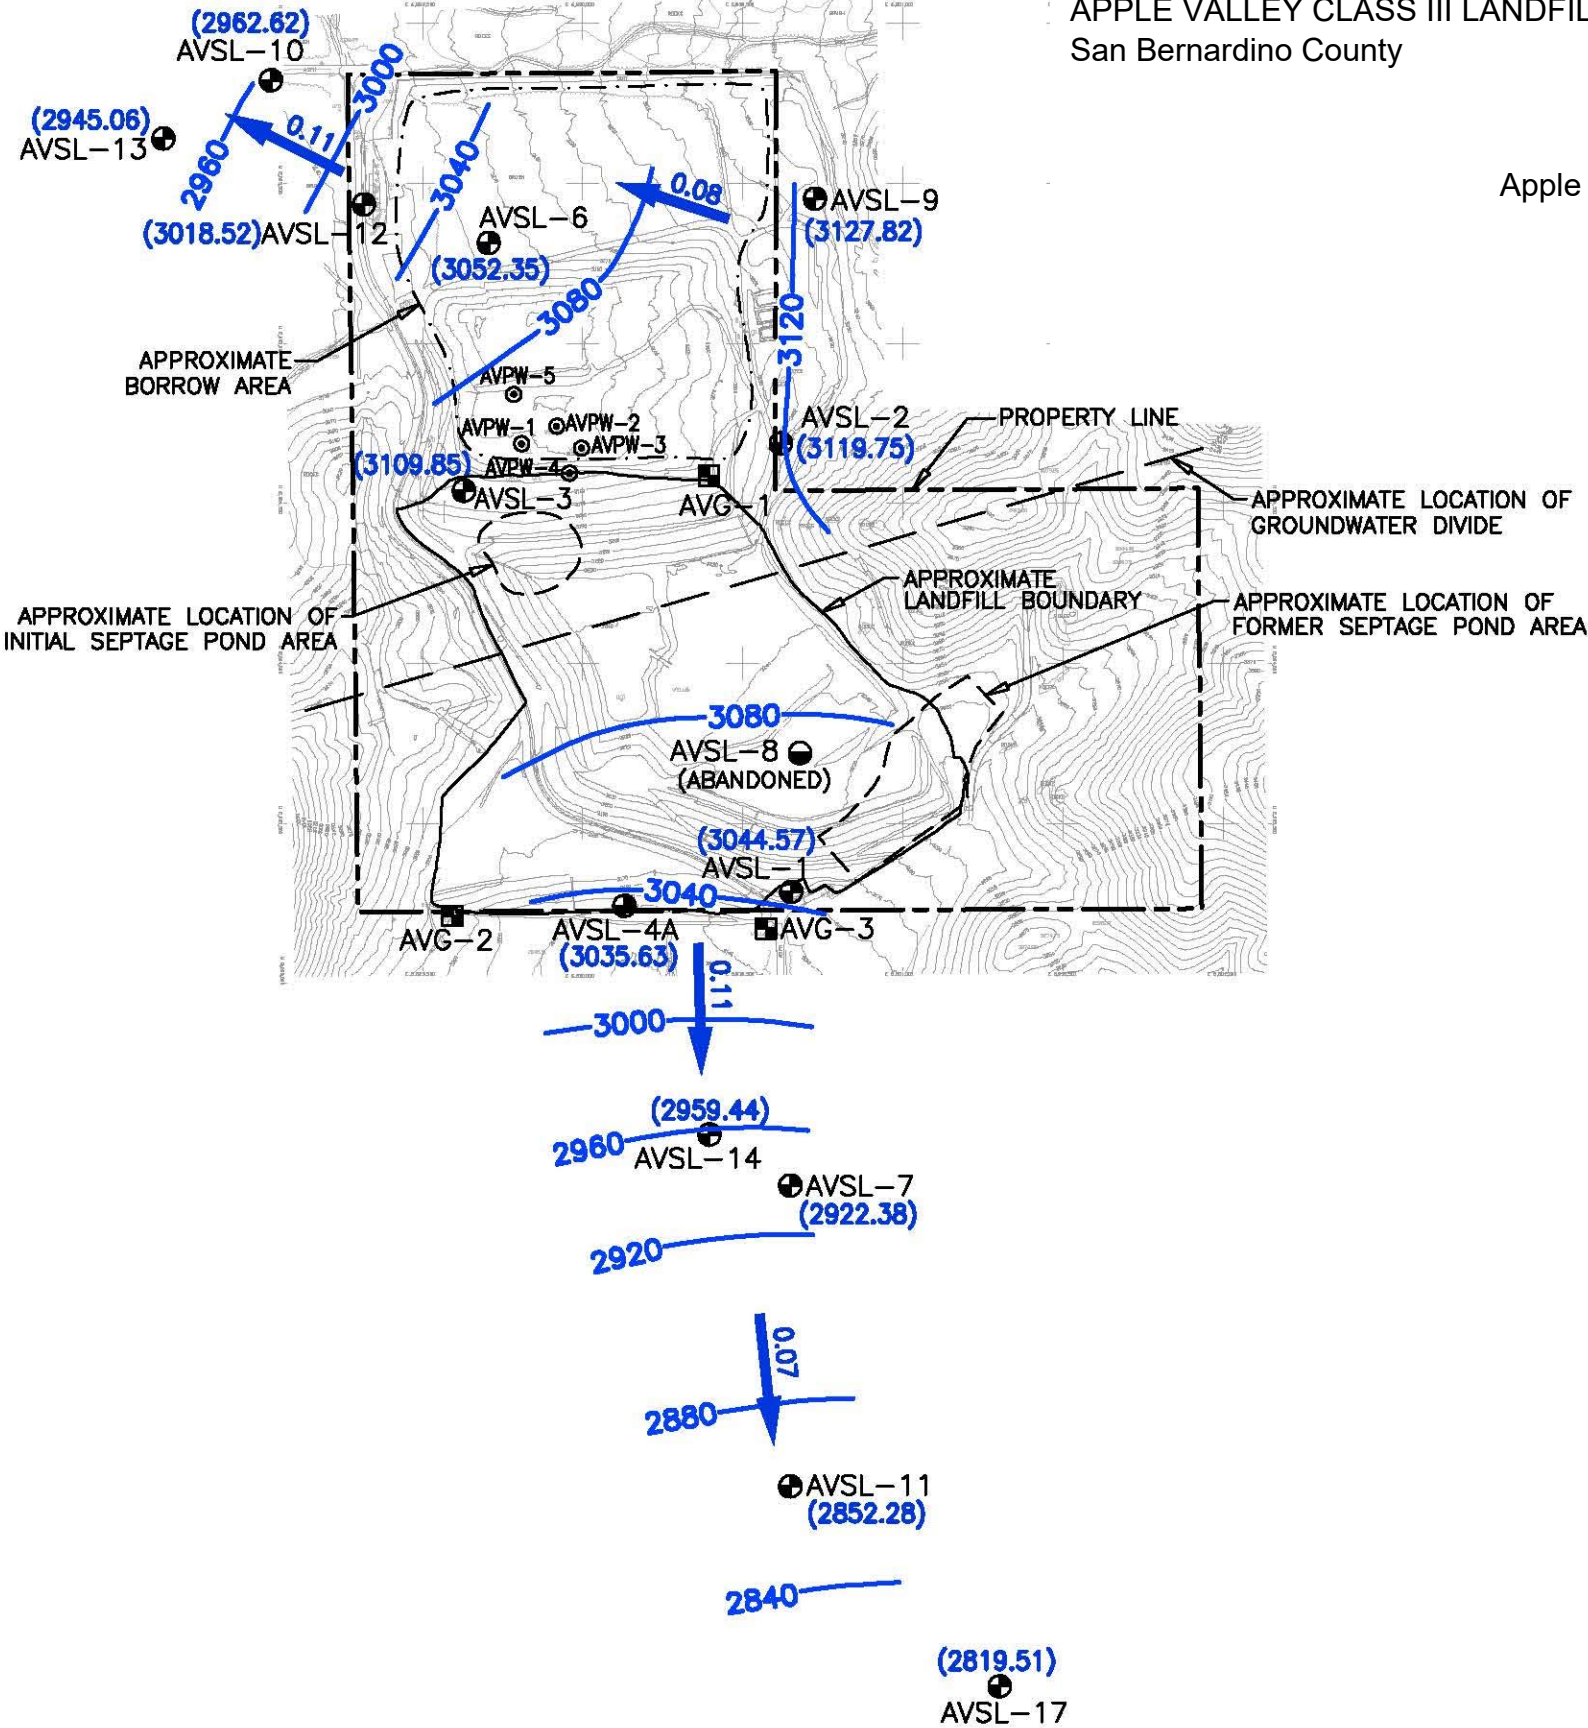 APPLE VALLEY CLASS III LANDFIL
San Bernardino County
Apple
(2962.62)
AVSL-10
3000
(2945.06)
AVSL-13
0.11
2960
3040
(3018.52) AVSL-12
AVSL-6
(3052.35)
0.08
AVSL-9
(3127.82)
3080
3120
APPROXIMATE
BORROW AREA
AVPW-5
AVPW-1
AVPW-2
AVPW-3
AVPW-4
AVSL-2
(3119.75)
PROPERTY LINE
(3109.85)
AVSL-3
AVG-1
APPROXIMATE LOCATION OF
GROUNDWATER DIVIDE
APPROXIMATE
LANDFILL BOUNDARY
APPROXIMATE LOCATION OF
INITIAL SEPTAGE POND AREA
APPROXIMATE LOCATION OF
FORMER SEPTAGE POND AREA
3080
AVSL-8
(ABANDONED)
(3044.57)
AVSL-1
3040
AVG-2
AVSL-4A
(3035.63)
AVG-3
0.11
3000
(2959.44)
2960
AVSL-14
AVSL-7
(2922.38)
2920
0.07
2880
AVSL-11
(2852.28)
2840
(2819.51)
AVSL-17